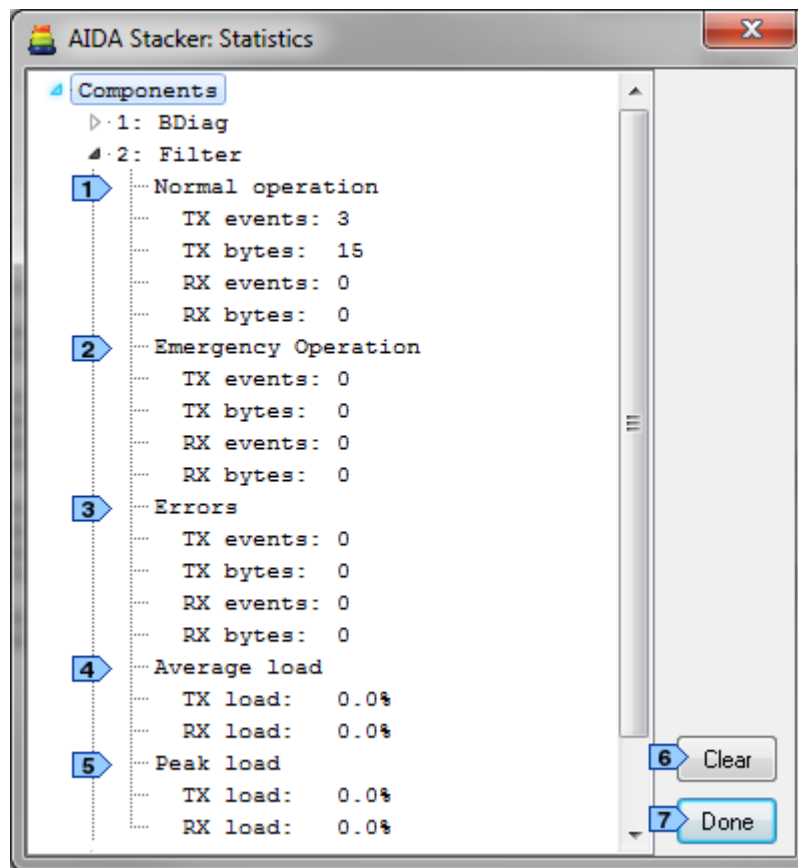 AIDA Stacker: Statistics
Components
1: BDiag
2: Filter
1 Normal operation
TX events: 3
TX bytes: 15
RX events: 0
RX bytes: 0
2 Emergency Operation
TX events: 0
TX bytes: 0
RX events: 0
RX bytes: 0
3 Errors
TX events: 0
TX bytes: 0
RX events: 0
RX bytes: 0
4 Average load
TX load: 0.0%
RX load: 0.0%
5 Peak load
TX load: 0.0%
RX load: 0.0%
6 Clear
7 Done